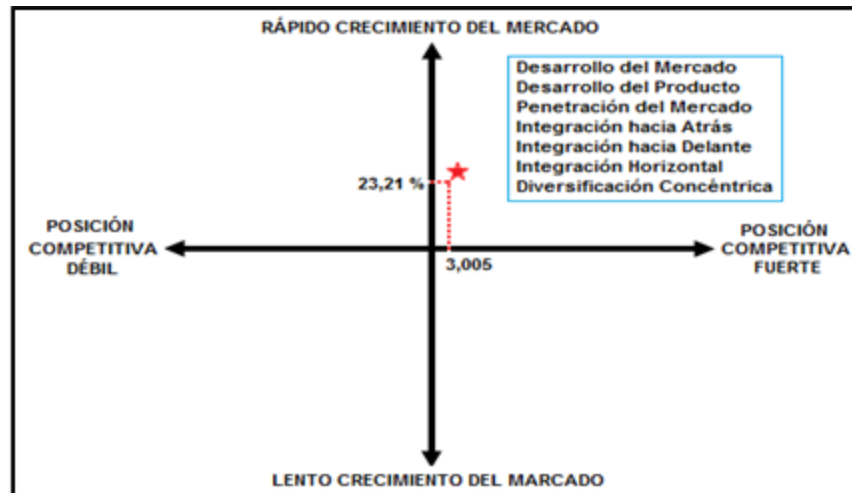 RÁPIDO CRECIMIENTO DEL MERCADO
Desarrollo del Mercado
Desarrollo del Producto
Penetración del Mercado
Integración hacia Atrás
Integración hacia Delante
Integración Horizontal
Diversificación Concéntrica
23,21 %
POSICIÓN
COMPETITIVA
DÉBIL
3,005
POSICIÓN
COMPETITIVA
FUERTE
LENTO CRECIMIENTO DEL MARCADO